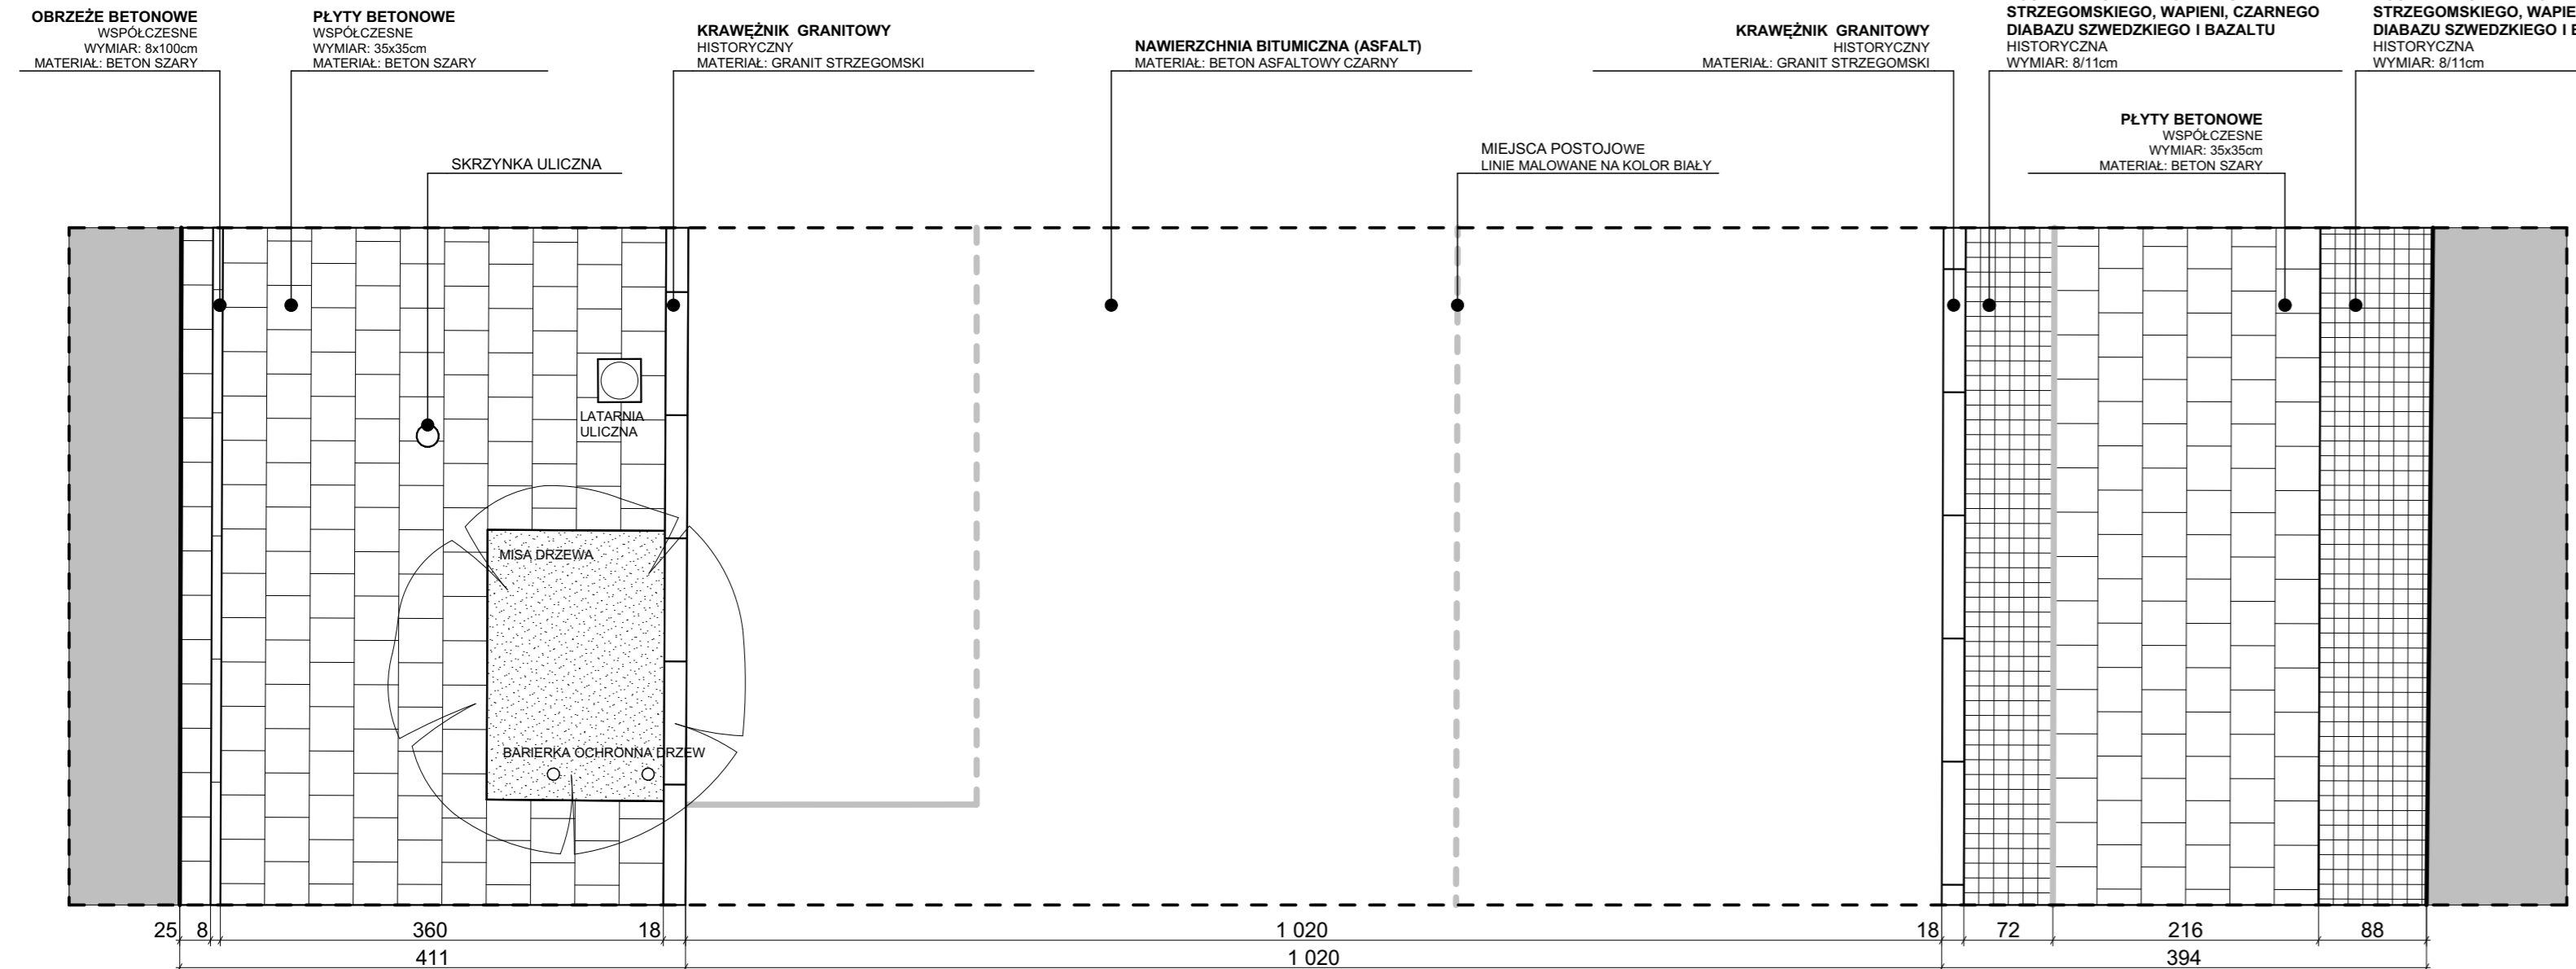 OBRZEŻE BETONOWE
WSPÓŁCZESNE
WYMIAR: 8x100cm
MATERIAŁ: BETON SZARY
PŁYTY BETONOWE
WSPÓŁCZESNE
WYMIAR: 35x35cm
MATERIAŁ: BETON SZARY
KRAWĘŻNIK GRANITOWY
HISTORYCZNY
MATERIAŁ: GRANIT STRZEGOMSKI
NAWIERZCHNIA BITUMICZNA (ASFALT)
MATERIAŁ: BETON ASFALTOWY CZARNY
KRAWĘŻNIK GRANITOWY
HISTORYCZNY
MATERIAŁ: GRANIT STRZEGOMSKI
STRZEGOMSKIEGO, WAPIENI, CZARNEGO
DIABAZU SZWEDZKIEGO I BAZALTU
HISTORYCZNA
WYMIAR: 8/11cm
STRZEGOMSKIEGO,
DIABAZU SZWEDZKIEGO I
HISTORYCZNA
WYMIAR: 8/11cm
SKRZYNKA ULICZNA
MIEJSCA POSTOJOWE
LINIE MALOWANE NA KOLOR BIAŁY
PŁYTY BETONOWE
WSPÓŁCZESNE
WYMIAR: 35x35cm
MATERIAŁ: BETON SZARY
LATARNIA
ULICZNA
MISA DRZEWA
BARIERKA OCHRONNA DRZEW
25 8 360 18 1 020 18 72 216 88
411 1 020 394